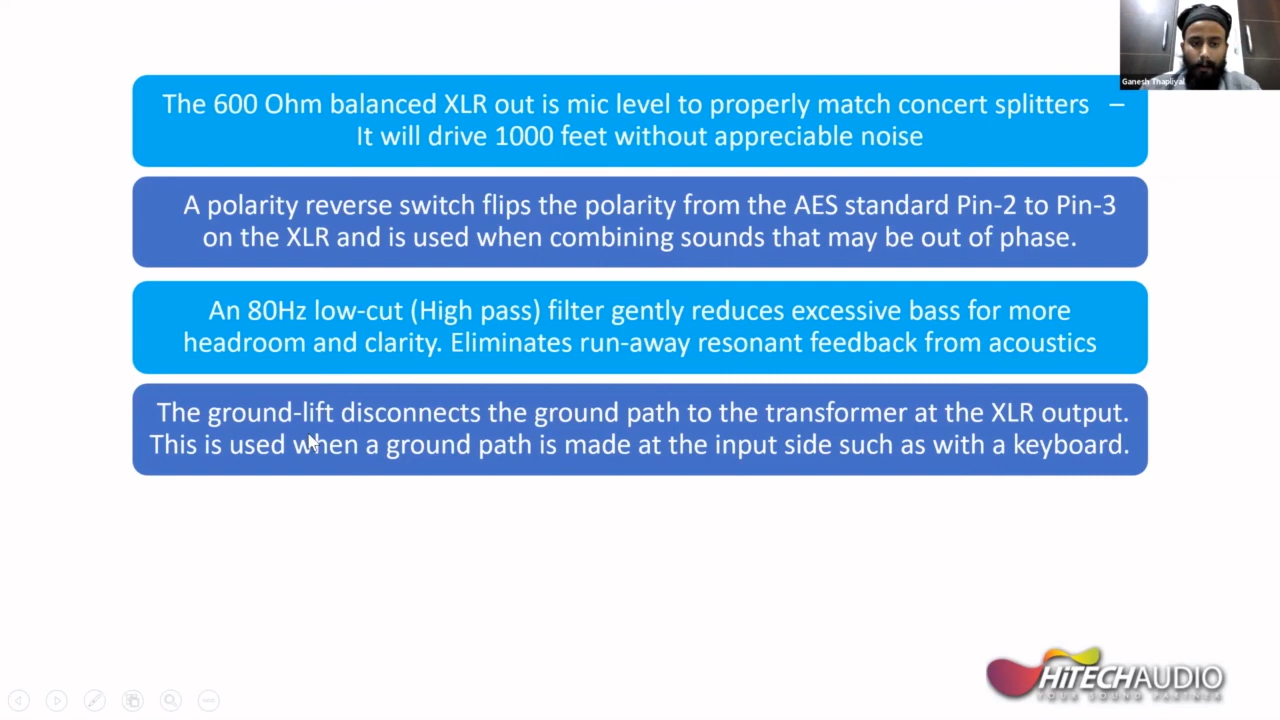 Ganesh Thapliyal
The 600 Ohm balanced XLR out is mic level to properly match concert splitters –
It will drive 1000 feet without appreciable noise
A polarity reverse switch flips the polarity from the AES standard Pin-2 to Pin-3
on the XLR and is used when combining sounds that may be out of phase.
An 80Hz low-cut (High pass) filter gently reduces excessive bass for more
headroom and clarity. Eliminates run-away resonant feedback from acoustics
The ground-lift disconnects the ground path to the transformer at the XLR output.
This is used when a ground path is made at the input side such as with a keyboard.
HiTECHAUDIO
YOUR SOUND PARTNER